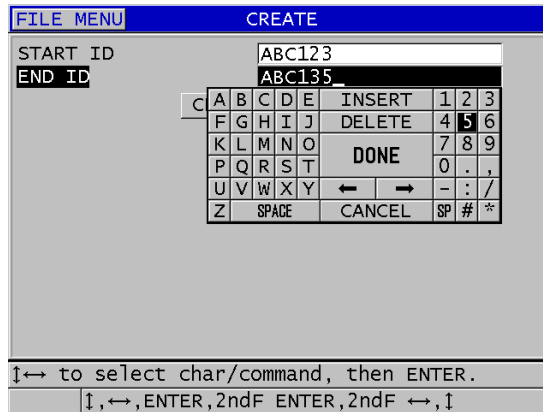 FILE MENU CREATE
START ID ABC123
END ID ABC135_
A B C D E INSERT 1 2 3
F G H I J DELETE 4 5 6
K L M N O DONE 7 8 9
P Q R S T 0 . ,
U V W X Y ← → - : /
Z SPACE CANCEL SP # *
↕↔ to select char/command, then ENTER.
↕,↔,ENTER,2ndF ENTER,2ndF ↔,↕